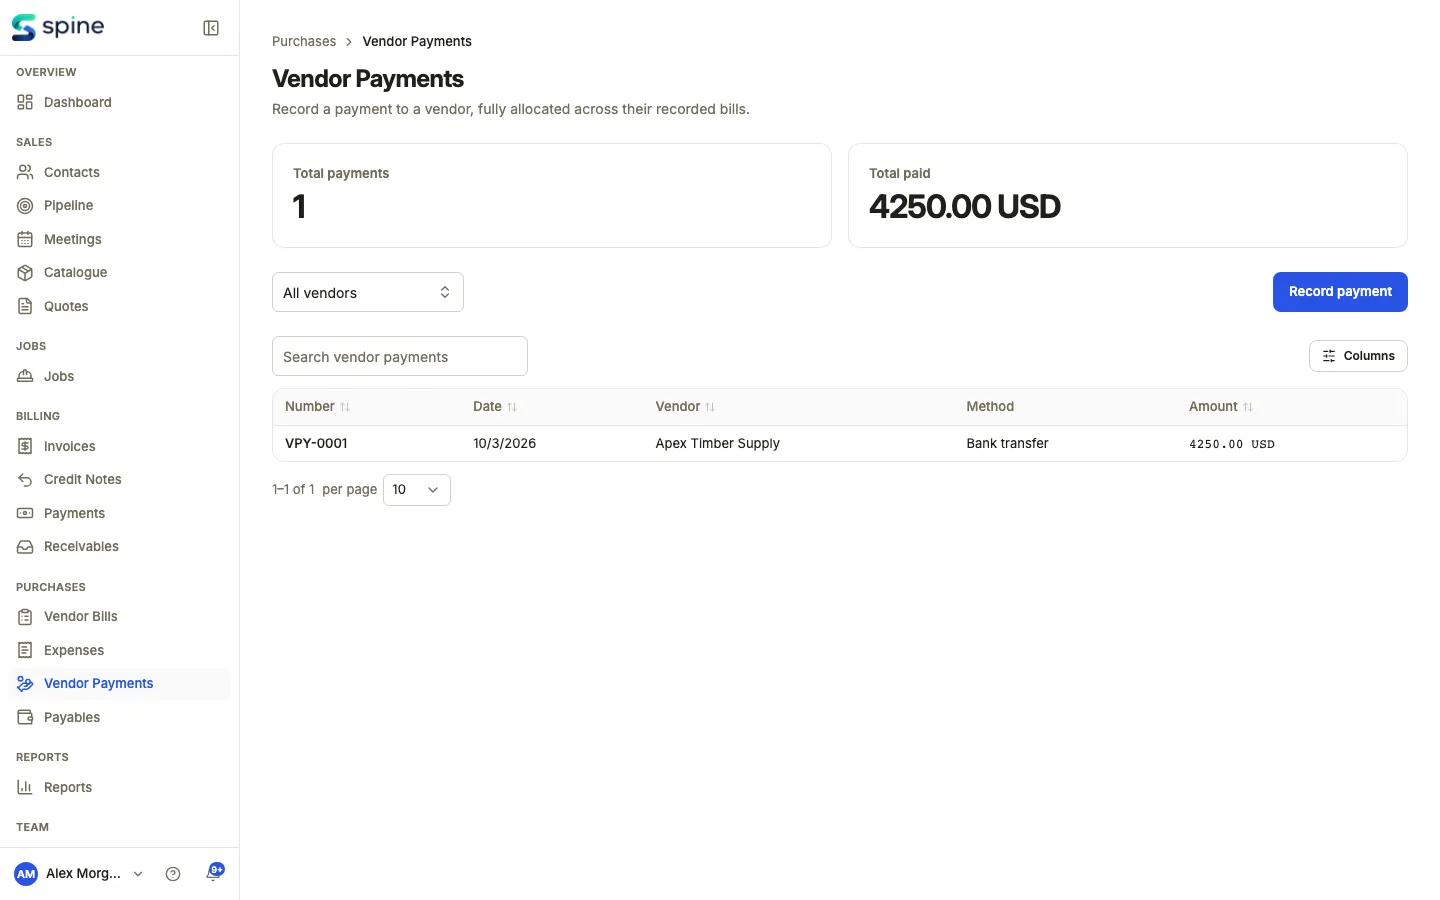 spine
OVERVIEW
Dashboard
SALES
Contacts
Pipeline
Meetings
Catalogue
Quotes
JOBS
Jobs
BILLING
Invoices
Credit Notes
Payments
Receivables
PURCHASES
Vendor Bills
Expenses
Vendor Payments
Payables
REPORTS
Reports
TEAM
AM Alex Morg... 9+
Purchases > Vendor Payments
Vendor Payments
Record a payment to a vendor, fully allocated across their recorded bills.
Total payments
1
Total paid
4250.00 USD
All vendors
Record payment
Search vendor payments
Columns
Number Date Vendor Method Amount
VPY-0001 10/3/2026 Apex Timber Supply Bank transfer 4250.00 USD
1–1 of 1 per page 10